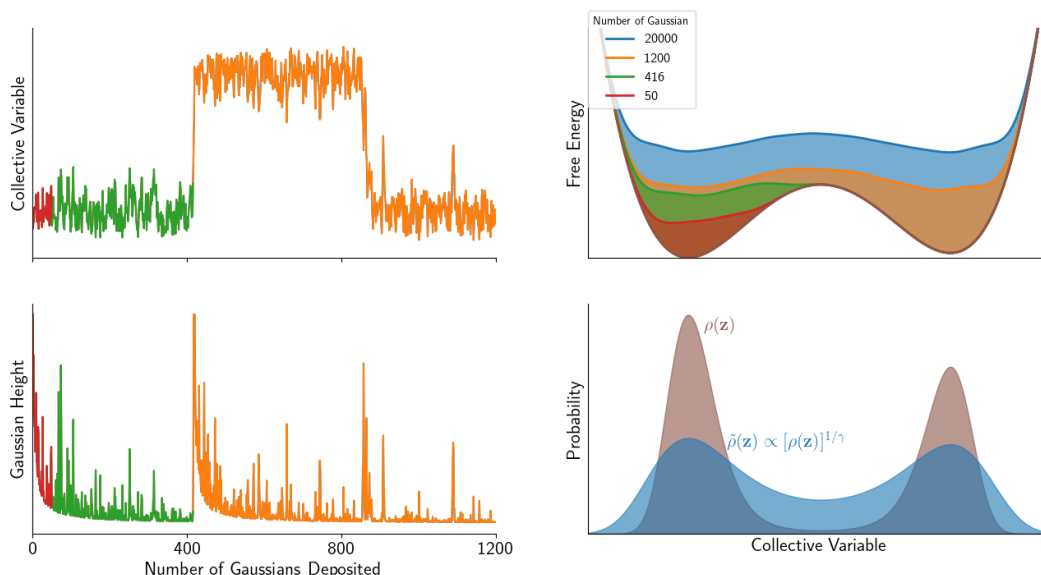 Collective Variable
Number of Gaussian
20000
1200
416
50
Free Energy
Gaussian Height
0
400
800
1200
Number of Gaussians Deposited
Probability
ρ(𝐳)
ρ̃(𝐳) ∝ [ρ(𝐳)]^{1/γ}
Collective Variable